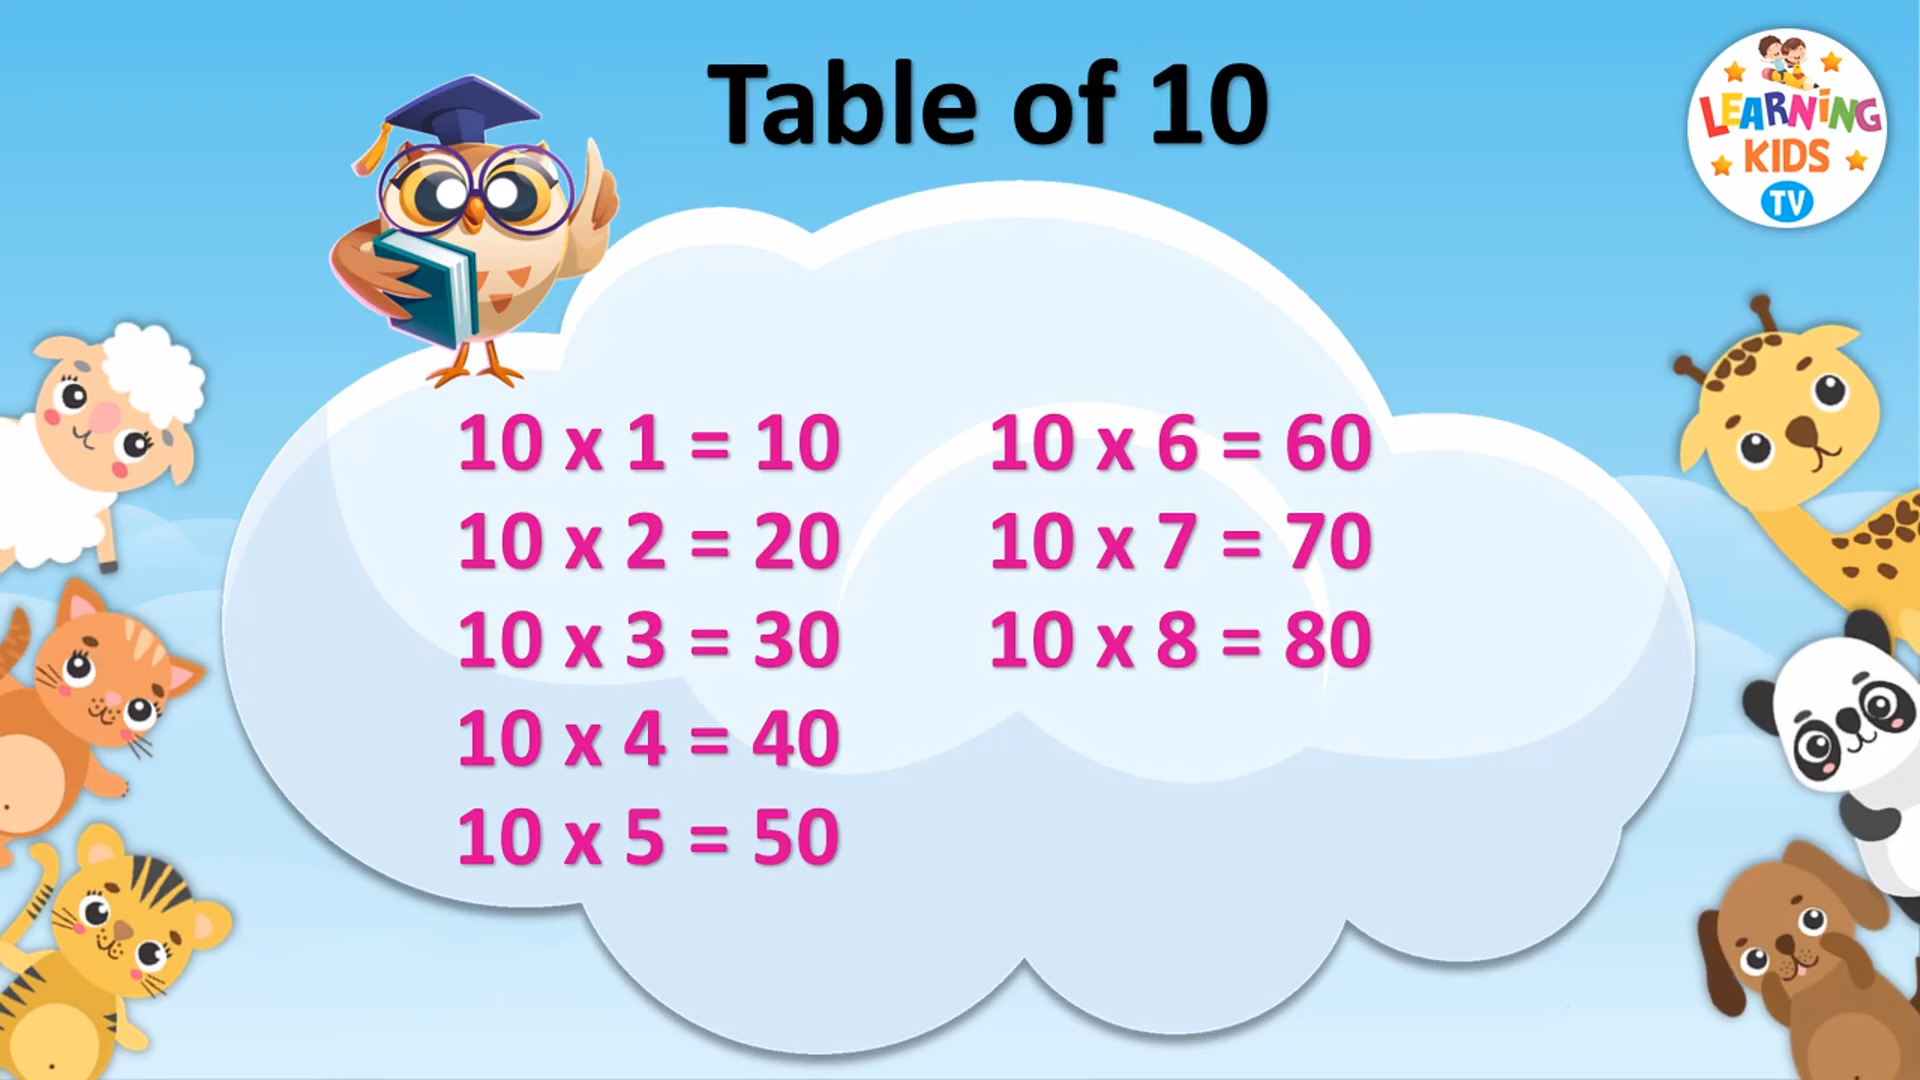 Table of 10
LEARNING
KIDS
TV
10 x 1 = 10
10 x 2 = 20
10 x 3 = 30
10 x 4 = 40
10 x 5 = 50
10 x 6 = 60
10 x 7 = 70
10 x 8 = 80